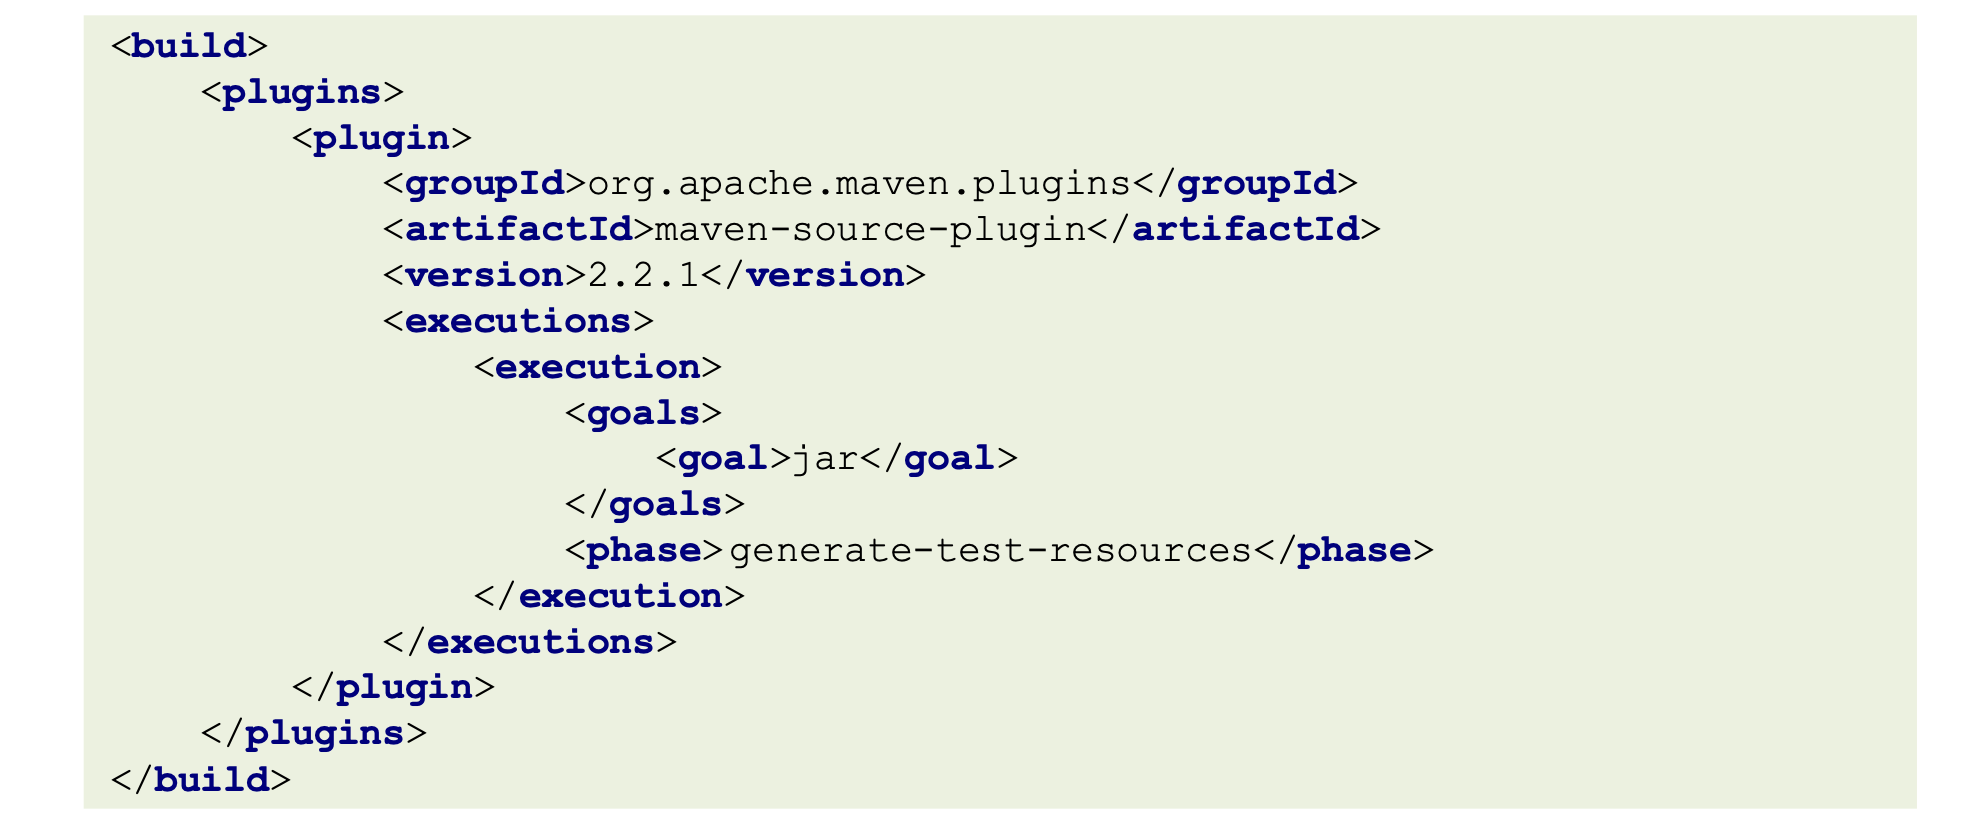 <build>
    <plugins>
        <plugin>
            <groupId>org.apache.maven.plugins</groupId>
            <artifactId>maven-source-plugin</artifactId>
            <version>2.2.1</version>
            <executions>
                <execution>
                    <goals>
                        <goal>jar</goal>
                    </goals>
                    <phase>generate-test-resources</phase>
                </execution>
            </executions>
        </plugin>
    </plugins>
</build>